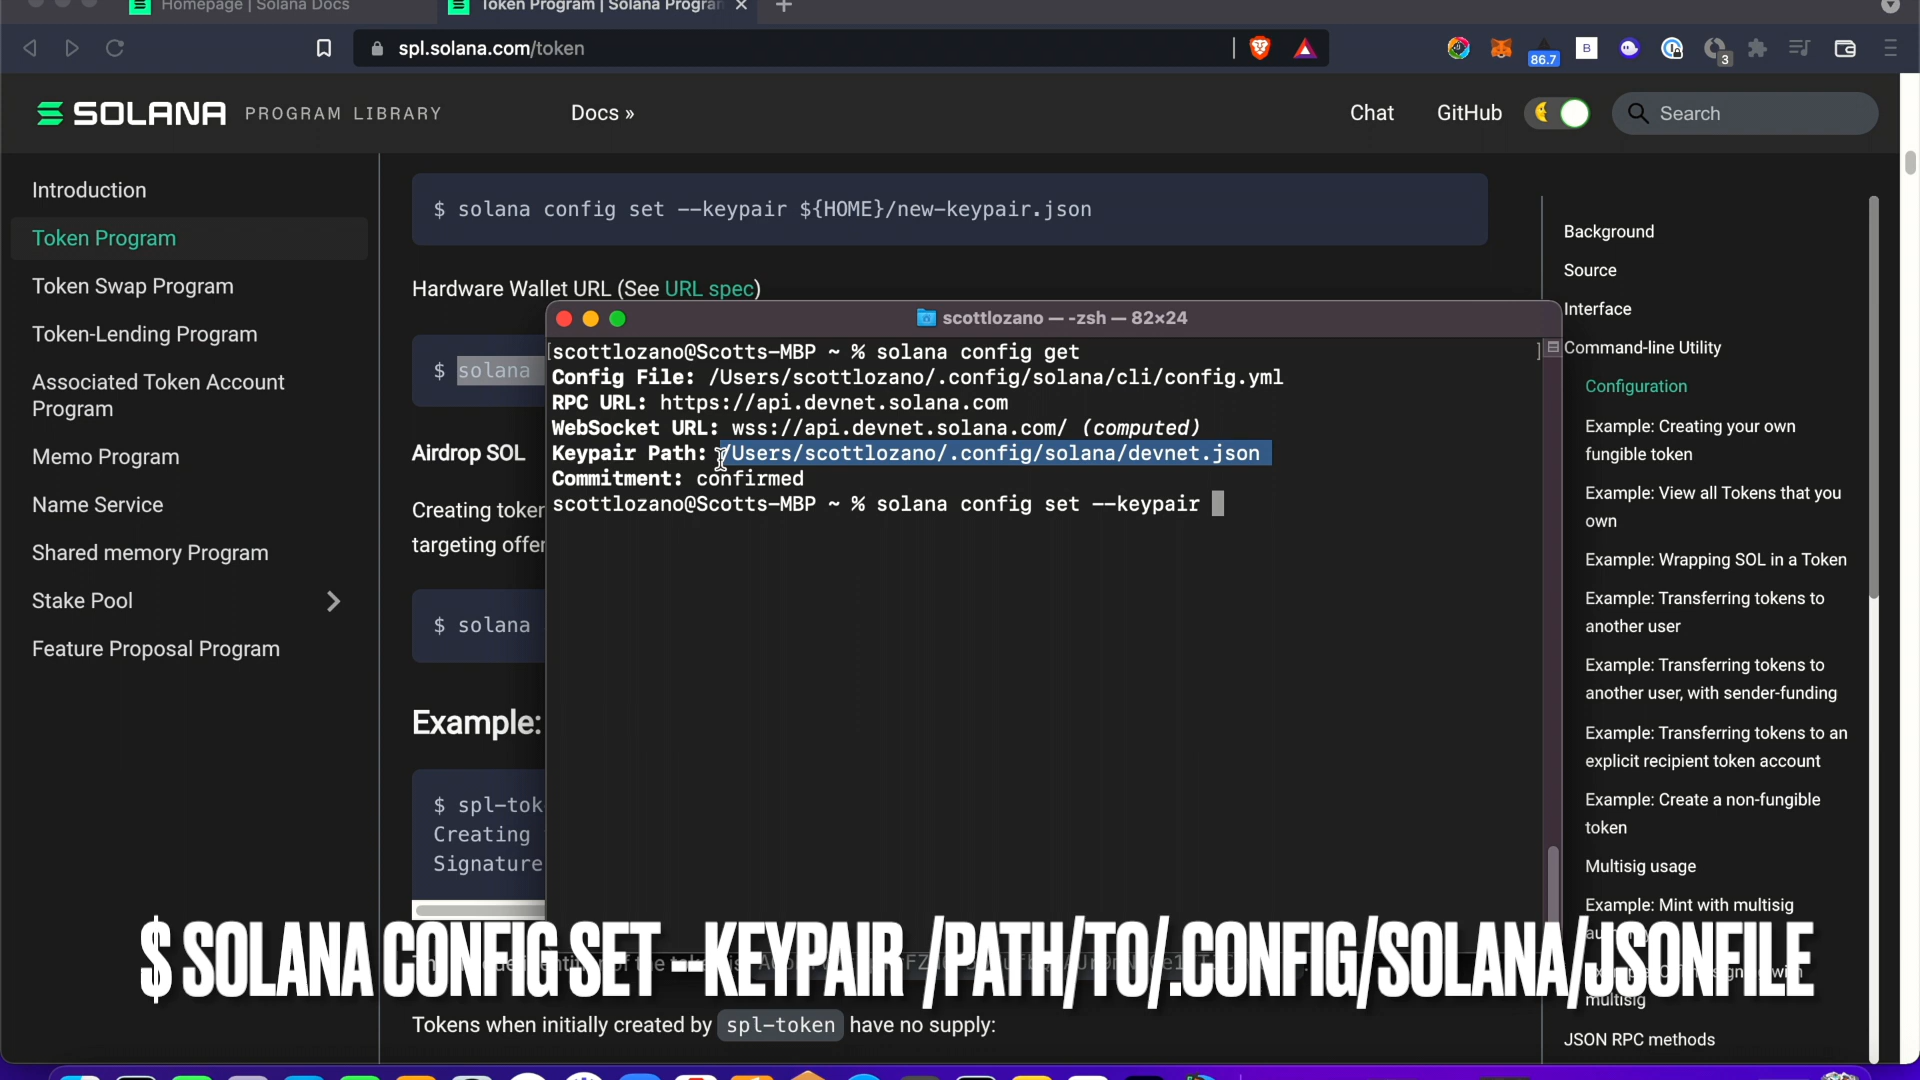 Homepage | Solana Docs
Token Program | Solana Program
spl.solana.com/token
86.7
B
3
SOLANA PROGRAM LIBRARY
Docs »
Chat
GitHub
Search
Introduction
Token Program
Token Swap Program
Token-Lending Program
Associated Token Account
Program
Memo Program
Name Service
Shared memory Program
Stake Pool
Feature Proposal Program
$ solana config set --keypair ${HOME}/new-keypair.json
Hardware Wallet URL (See URL spec)
$ solana
Airdrop SOL
Creating token
targeting offer
$ solana
Example:
$ spl-tok
Creating
Signature
scottlozano — -zsh — 82×24
[scottlozano@Scotts-MBP ~ % solana config get ]
Config File: /Users/scottlozano/.config/solana/cli/config.yml
RPC URL: https://api.devnet.solana.com
WebSocket URL: wss://api.devnet.solana.com/ (computed)
Keypair Path: /Users/scottlozano/.config/solana/devnet.json
Commitment: confirmed
scottlozano@Scotts-MBP ~ % solana config set --keypair
$ SOLANA CONFIG SET --KEYPAIR /PATH/TO/.CONFIG/SOLANA/JSONFILE
Tokens when initially created by spl-token have no supply:
Background
Source
Interface
Command-line Utility
Configuration
Example: Creating your own
fungible token
Example: View all Tokens that you
own
Example: Wrapping SOL in a Token
Example: Transferring tokens to
another user
Example: Transferring tokens to
another user, with sender-funding
Example: Transferring tokens to an
explicit recipient token account
Example: Create a non-fungible
token
Multisig usage
Example: Mint with multisig
multisig
JSON RPC methods